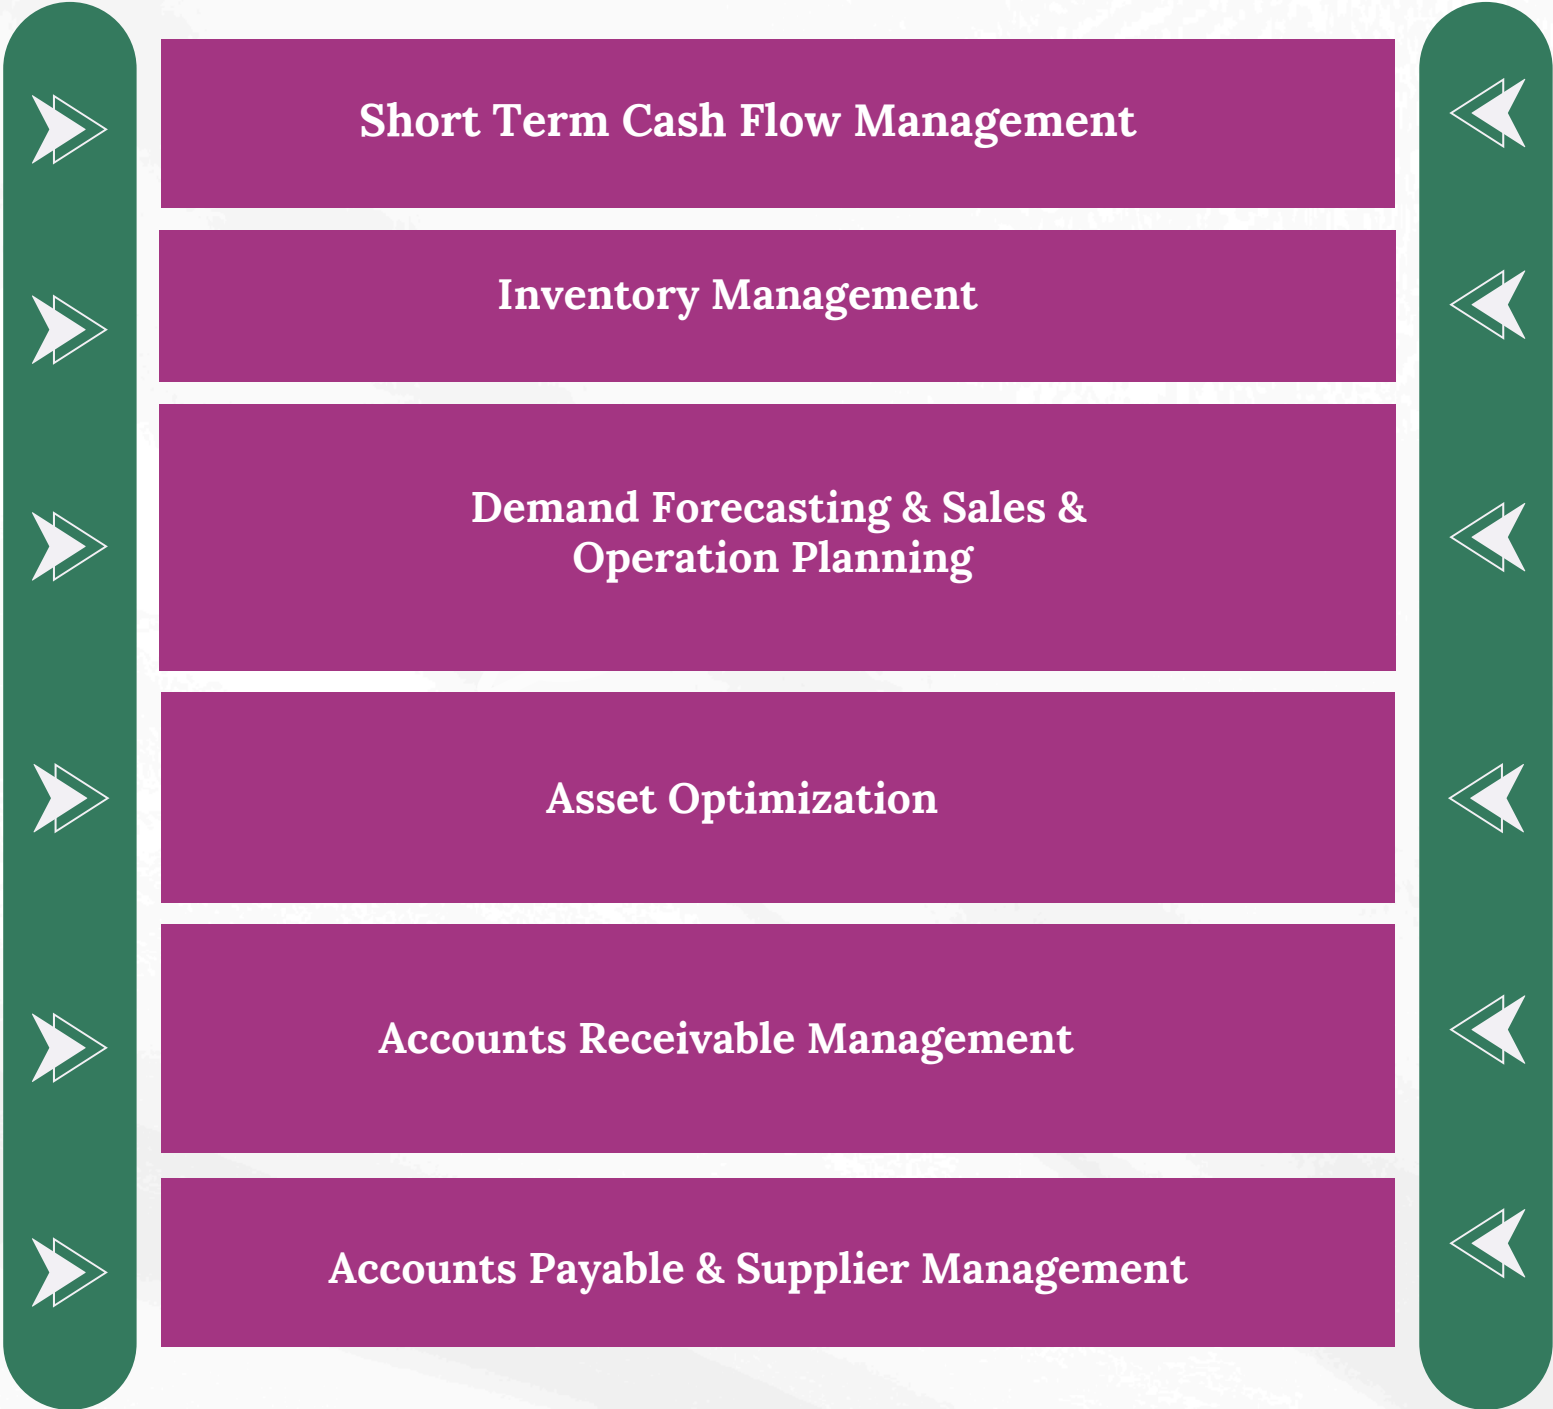 Short Term Cash Flow Management
Inventory Management
Demand Forecasting & Sales &
Operation Planning
Asset Optimization
Accounts Receivable Management
Accounts Payable & Supplier Management